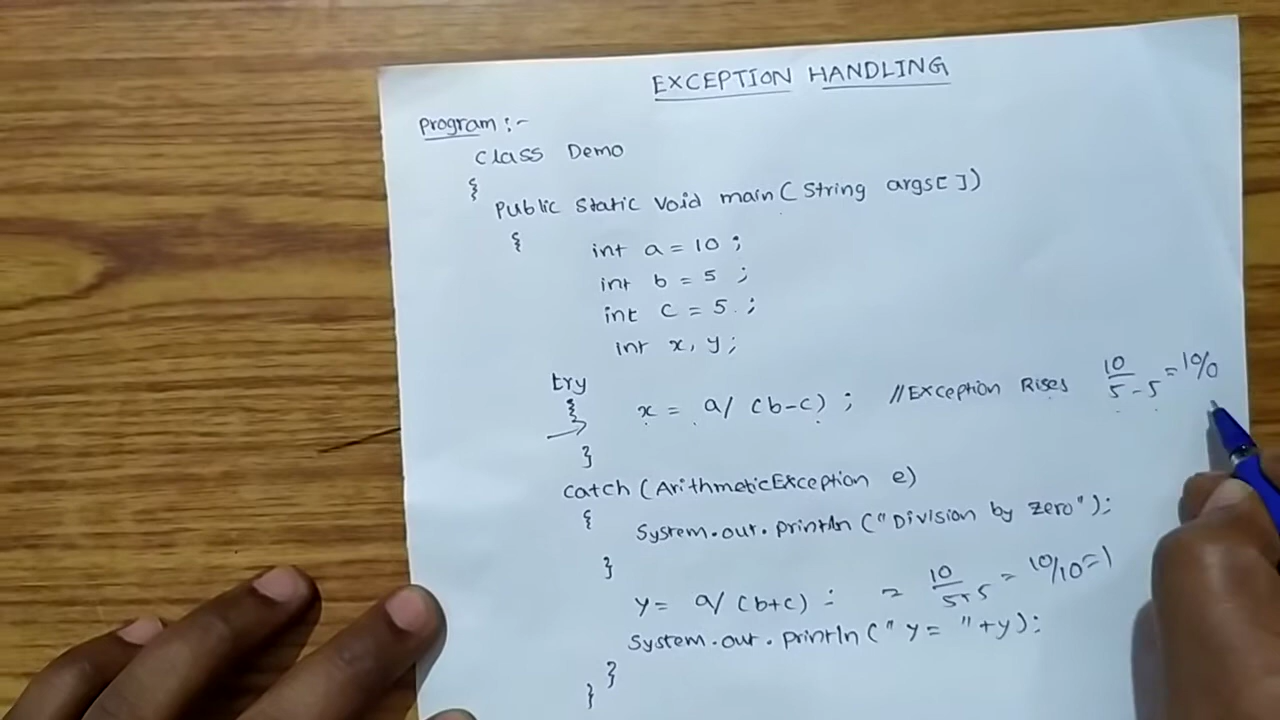 EXCEPTION HANDLING
Program :-
class Demo
{
Public Static Void main( String args[ ])
{
int a = 10 ;
int b = 5 ;
int c = 5 ;
int x, y ;
try
{
x = a/ (b-c) ; //Exception Rises 10/5-5 = 10/0
}
catch (ArithmeticException e)
{
System.out.println ("Division by zero");
}
y= a/ (b+c) ; = 10/5+5 = 10/10=1
System.out.println (" y= "+y);
}
}